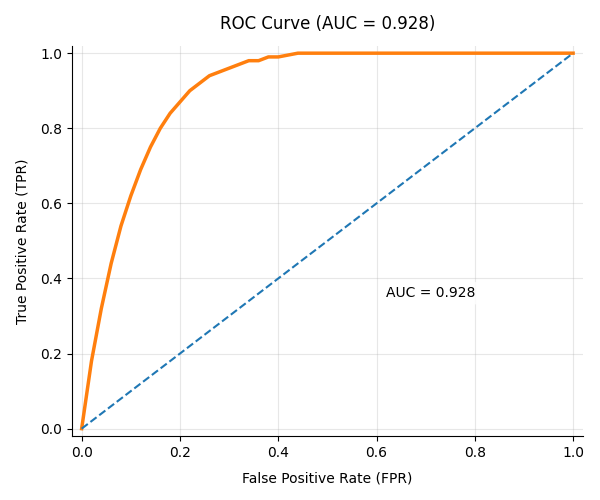 ROC Curve (AUC = 0.928)
True Positive Rate (TPR)
1.0
0.8
0.6
0.4
0.2
0.0
AUC = 0.928
0.0 0.2 0.4 0.6 0.8 1.0
False Positive Rate (FPR)